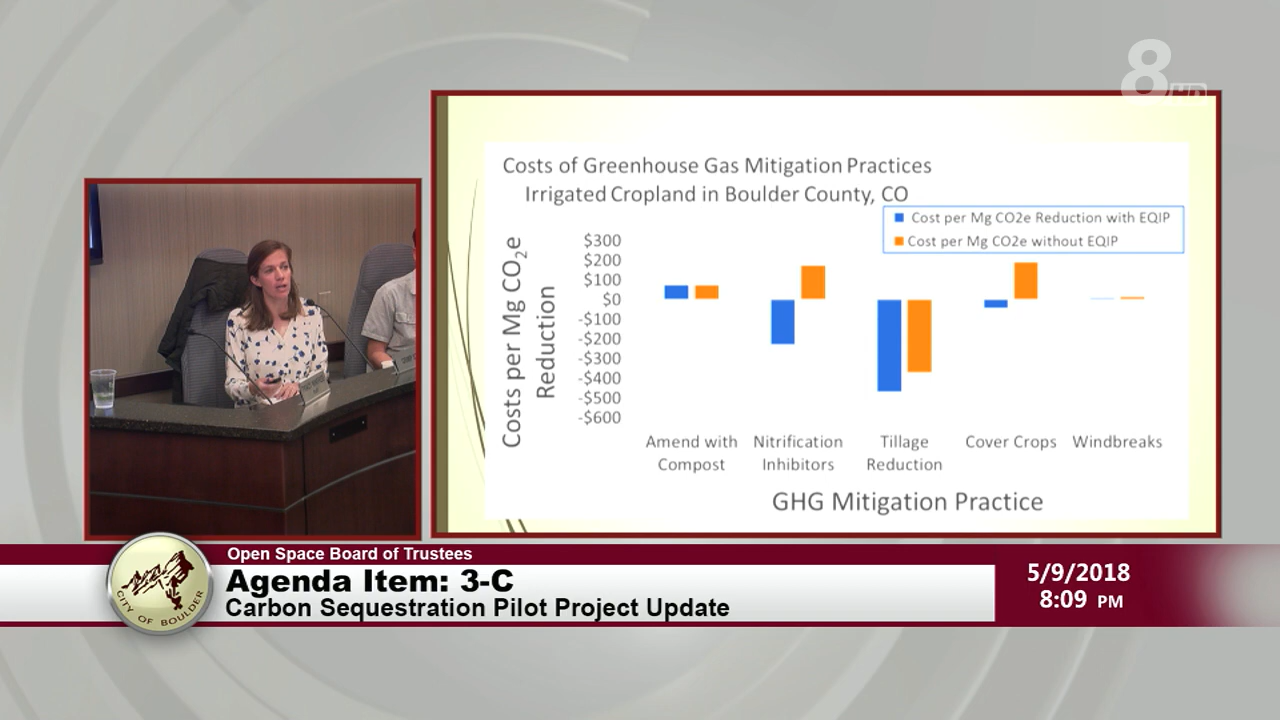 8
HD
Costs of Greenhouse Gas Mitigation Practices
Irrigated Cropland in Boulder County, CO
Cost per Mg CO2e Reduction with EQIP
Cost per Mg CO2e without EQIP
Costs per Mg CO₂e
Reduction
$300
$200
$100
$0
-$100
-$200
-$300
-$400
-$500
-$600
Amend with
Compost
Nitrification
Inhibitors
Tillage
Reduction
Cover Crops
Windbreaks
GHG Mitigation Practice
Open Space Board of Trustees
Agenda Item: 3-C
Carbon Sequestration Pilot Project Update
5/9/2018
8:09 PM
CITY OF BOULDER